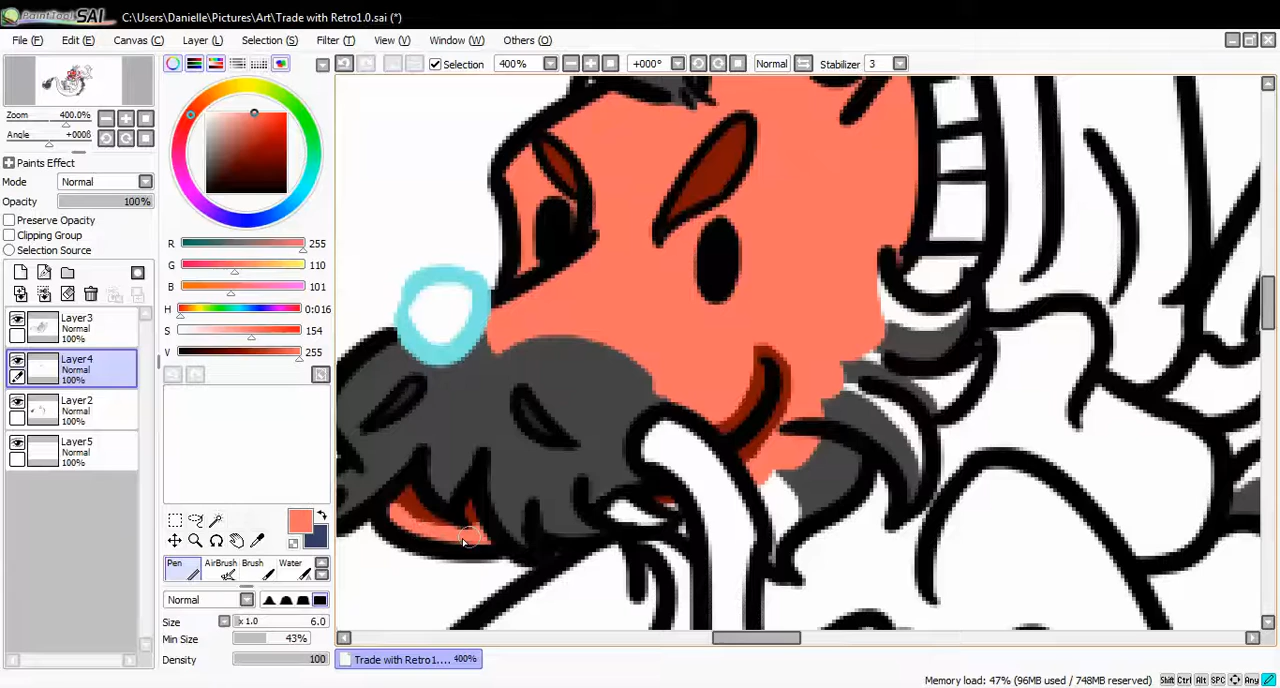 PaintTool SAI C:\Users\Danielle\Pictures\Art\Trade with Retro1.0.sai (*)
File (F) Edit (E) Canvas (C) Layer (L) Selection (S) Filter (T) View (V) Window (W) Others (O)
Selection 400% +000° Normal Stabilizer 3
Zoom 400.0%
Angle +000ß
Paints Effect
Mode Normal
Opacity 100%
Preserve Opacity
Clipping Group
Selection Source
Layer3
Normal
100%
Layer4
Normal
100%
Layer2
Normal
100%
Layer5
Normal
100%
R 255
G 110
B 101
H 0:016
S 154
V 255
Pen AirBrush Brush Water
Normal
Size x 1.0 6.0
Min Size 43%
Density 100
Trade with Retro1.... 400%
Memory load: 47% (96MB used / 748MB reserved) Shift Ctrl Alt SPC Any